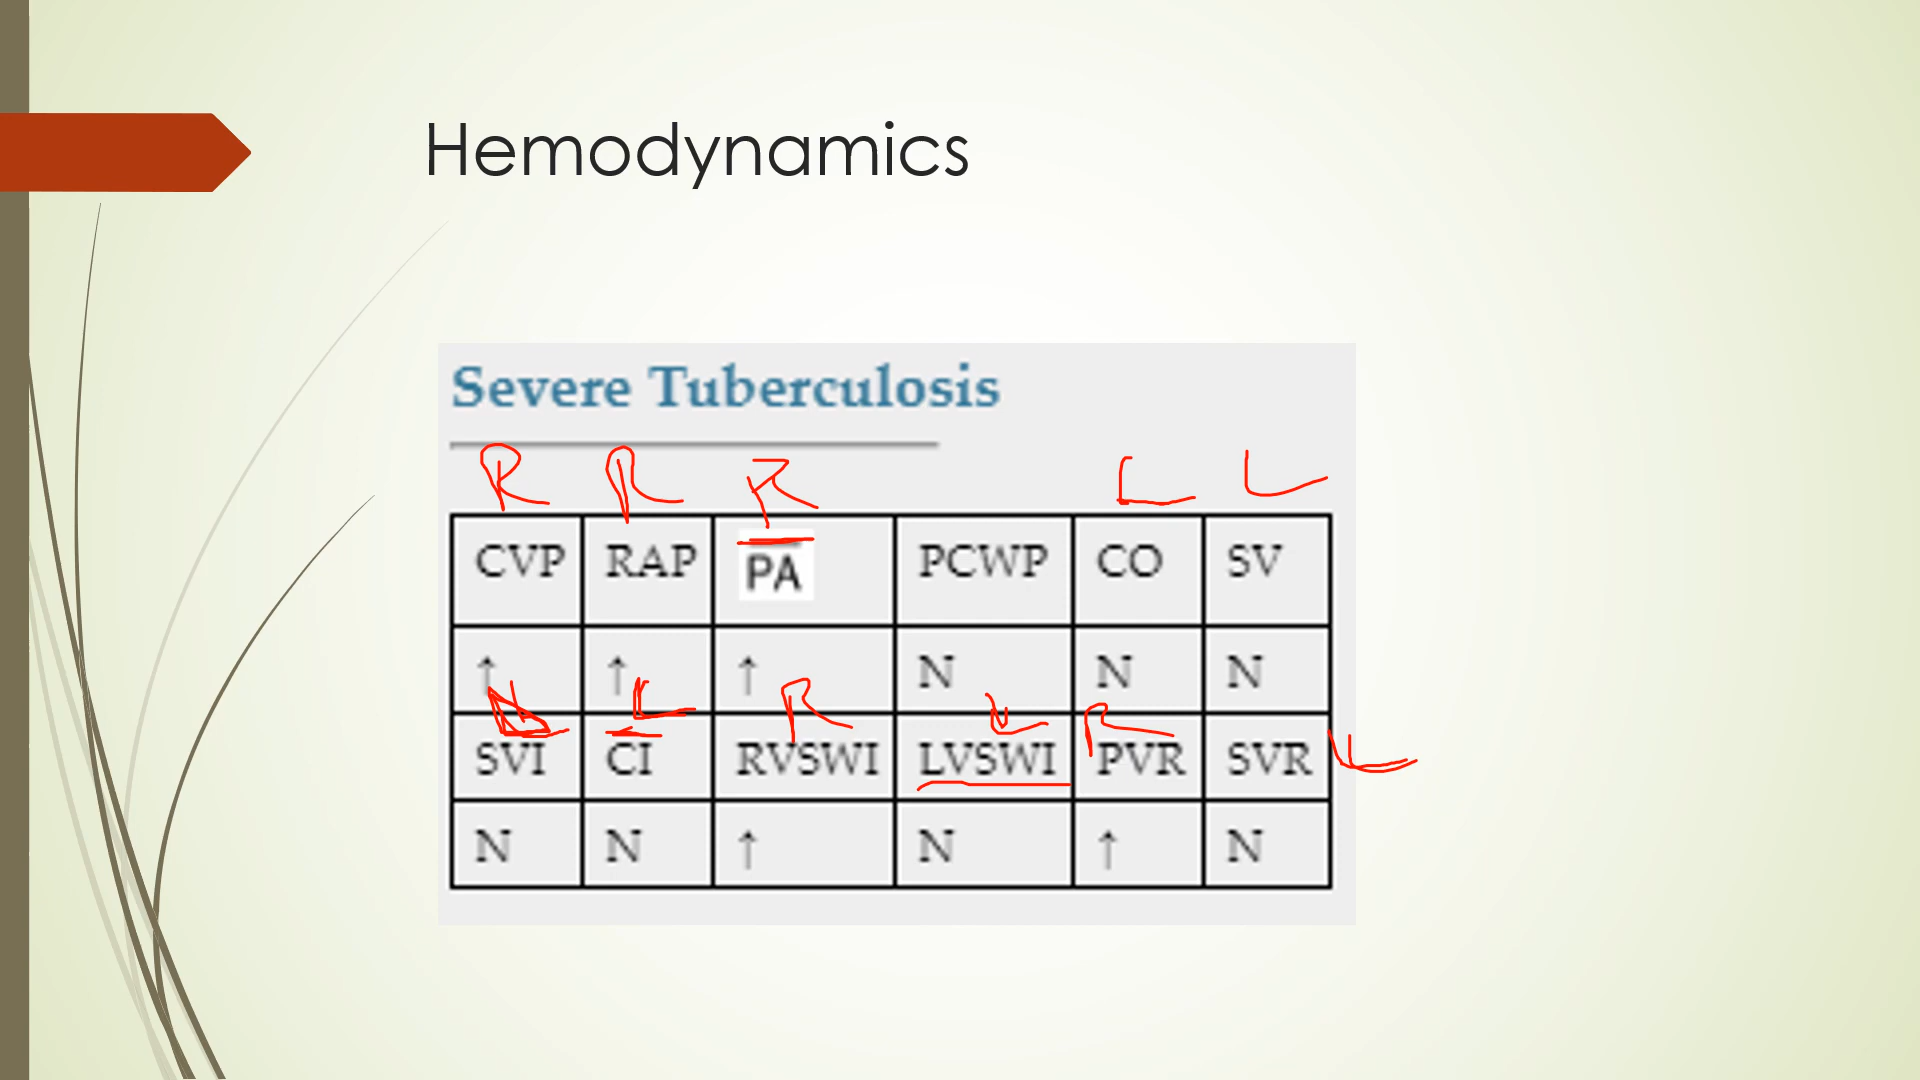 Hemodynamics
Severe Tuberculosis
R R R L L
CVP RAP PA PCWP CO SV
↑ ↑ ↑ N N N
L L R L R
SVI CI RVSWI LVSWI PVR SVR L
N N ↑ N ↑ N